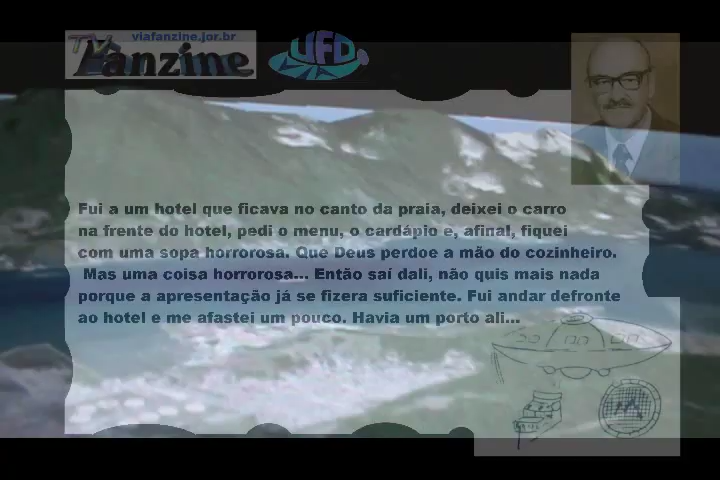 viafanzine.jor.br
TV Fanzine
UFO
Fui a um hotel que ficava no canto da praia, deixei o carro
na frente do hotel, pedi o menu, o cardápio e, afinal, fiquei
com uma sopa horrorosa. Que Deus perdoe a mão do cozinheiro.
Mas uma coisa horrorosa... Então saí dali, não quis mais nada
porque a apresentação já se fizera suficiente. Fui andar defronte
ao hotel e me afastei um pouco. Havia um porto ali...